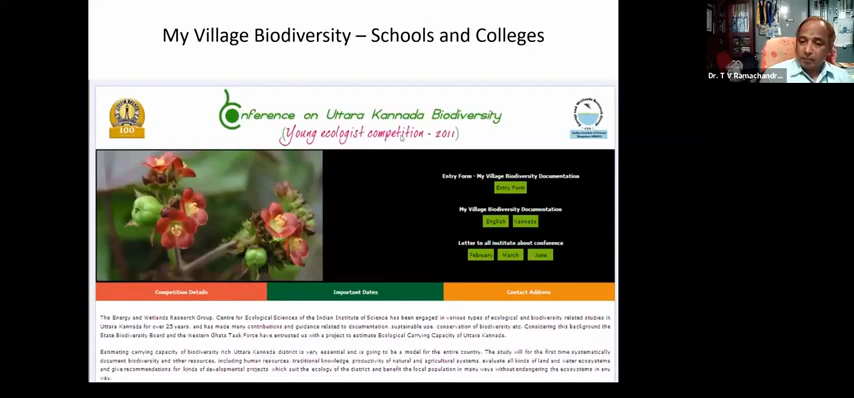 My Village Biodiversity – Schools and Colleges
Dr. T V Ramachandr...
Conference on Uttara Kannada Biodiversity
(Young ecologist competition - 2011)
100
Entry Form - My Village Biodiversity Documentation
Entry Form
My Village Biodiversity Documentation
English Kannada
Letter to all institute about conference
February March June
Competition Details Important Dates Contact Address
The Energy and Wetlands Research Group, Centre for Ecological Sciences of the Indian Institute of Science has been engaged in various types of ecological and biodiversity related studies in
Uttara Kannada for over 25 years, and has made many contributions and guidance related to documentation, sustainable use, conservation of biodiversity etc. Considering this background the
State Biodiversity Board and the Western Ghats Task Force have entrusted us with a project to estimate Ecological Carrying Capacity of Uttara Kannada.
Estimating carrying capacity of biodiversity rich Uttara Kannada district is very essential and is going to be a model for the entire country. The study will for the first time systematically
document biodiversity and other resources, including human resources, traditional knowledge, productivity of natural and agricultural systems, evaluate all kinds of land and water ecosystems
and give recommendations for kinds of developmental projects which suit the ecology of the district and benefit the local population in many ways without endangering the ecosystems in any
way.